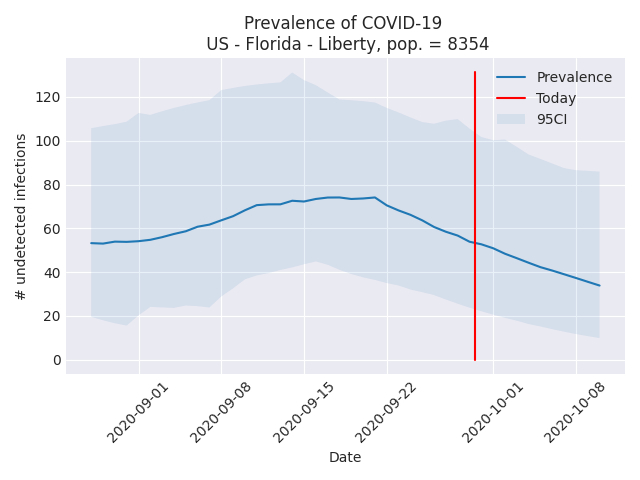 Prevalence of COVID-19
US - Florida - Liberty, pop. = 8354
Prevalence
Today
95CI
# undetected infections
120
100
80
60
40
20
0
2020-09-01
2020-09-08
2020-09-15
2020-09-22
2020-10-01
2020-10-08
Date